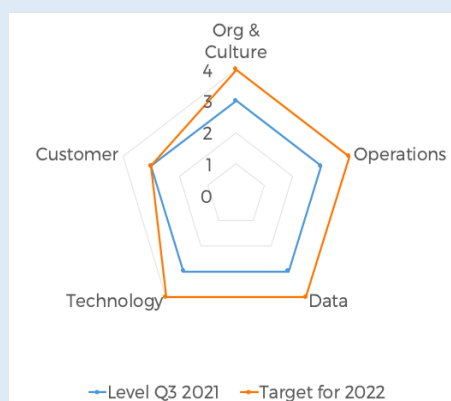 Org &
Culture
4
3
2
1
0
Customer
Operations
Technology
Data
Level Q3 2021
Target for 2022